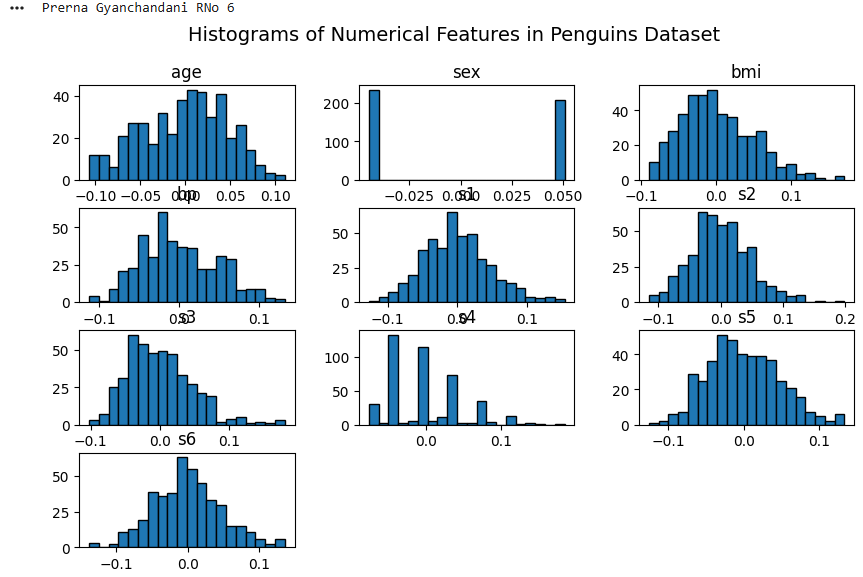 ••• Prerna Gyanchandani RNo 6
Histograms of Numerical Features in Penguins Dataset
age sex bmi
40 200 40
20 100 20
0 0 0
−0.10 −0.05 0.00 0.05 0.10 −0.025 0.000 0.025 0.050 −0.1 0.0 0.1
bp s1 s2
50 50 50
25 25 25
0 0 0
−0.1 0.0 0.1 −0.1 0.0 0.1 −0.1 0.0 0.1 0.2
s3 s4 s5
50 100 40
25 50 20
0 0 0
−0.1 0.0 0.1 0.0 0.1 −0.1 0.0 0.1
s6
50
25
0
−0.1 0.0 0.1